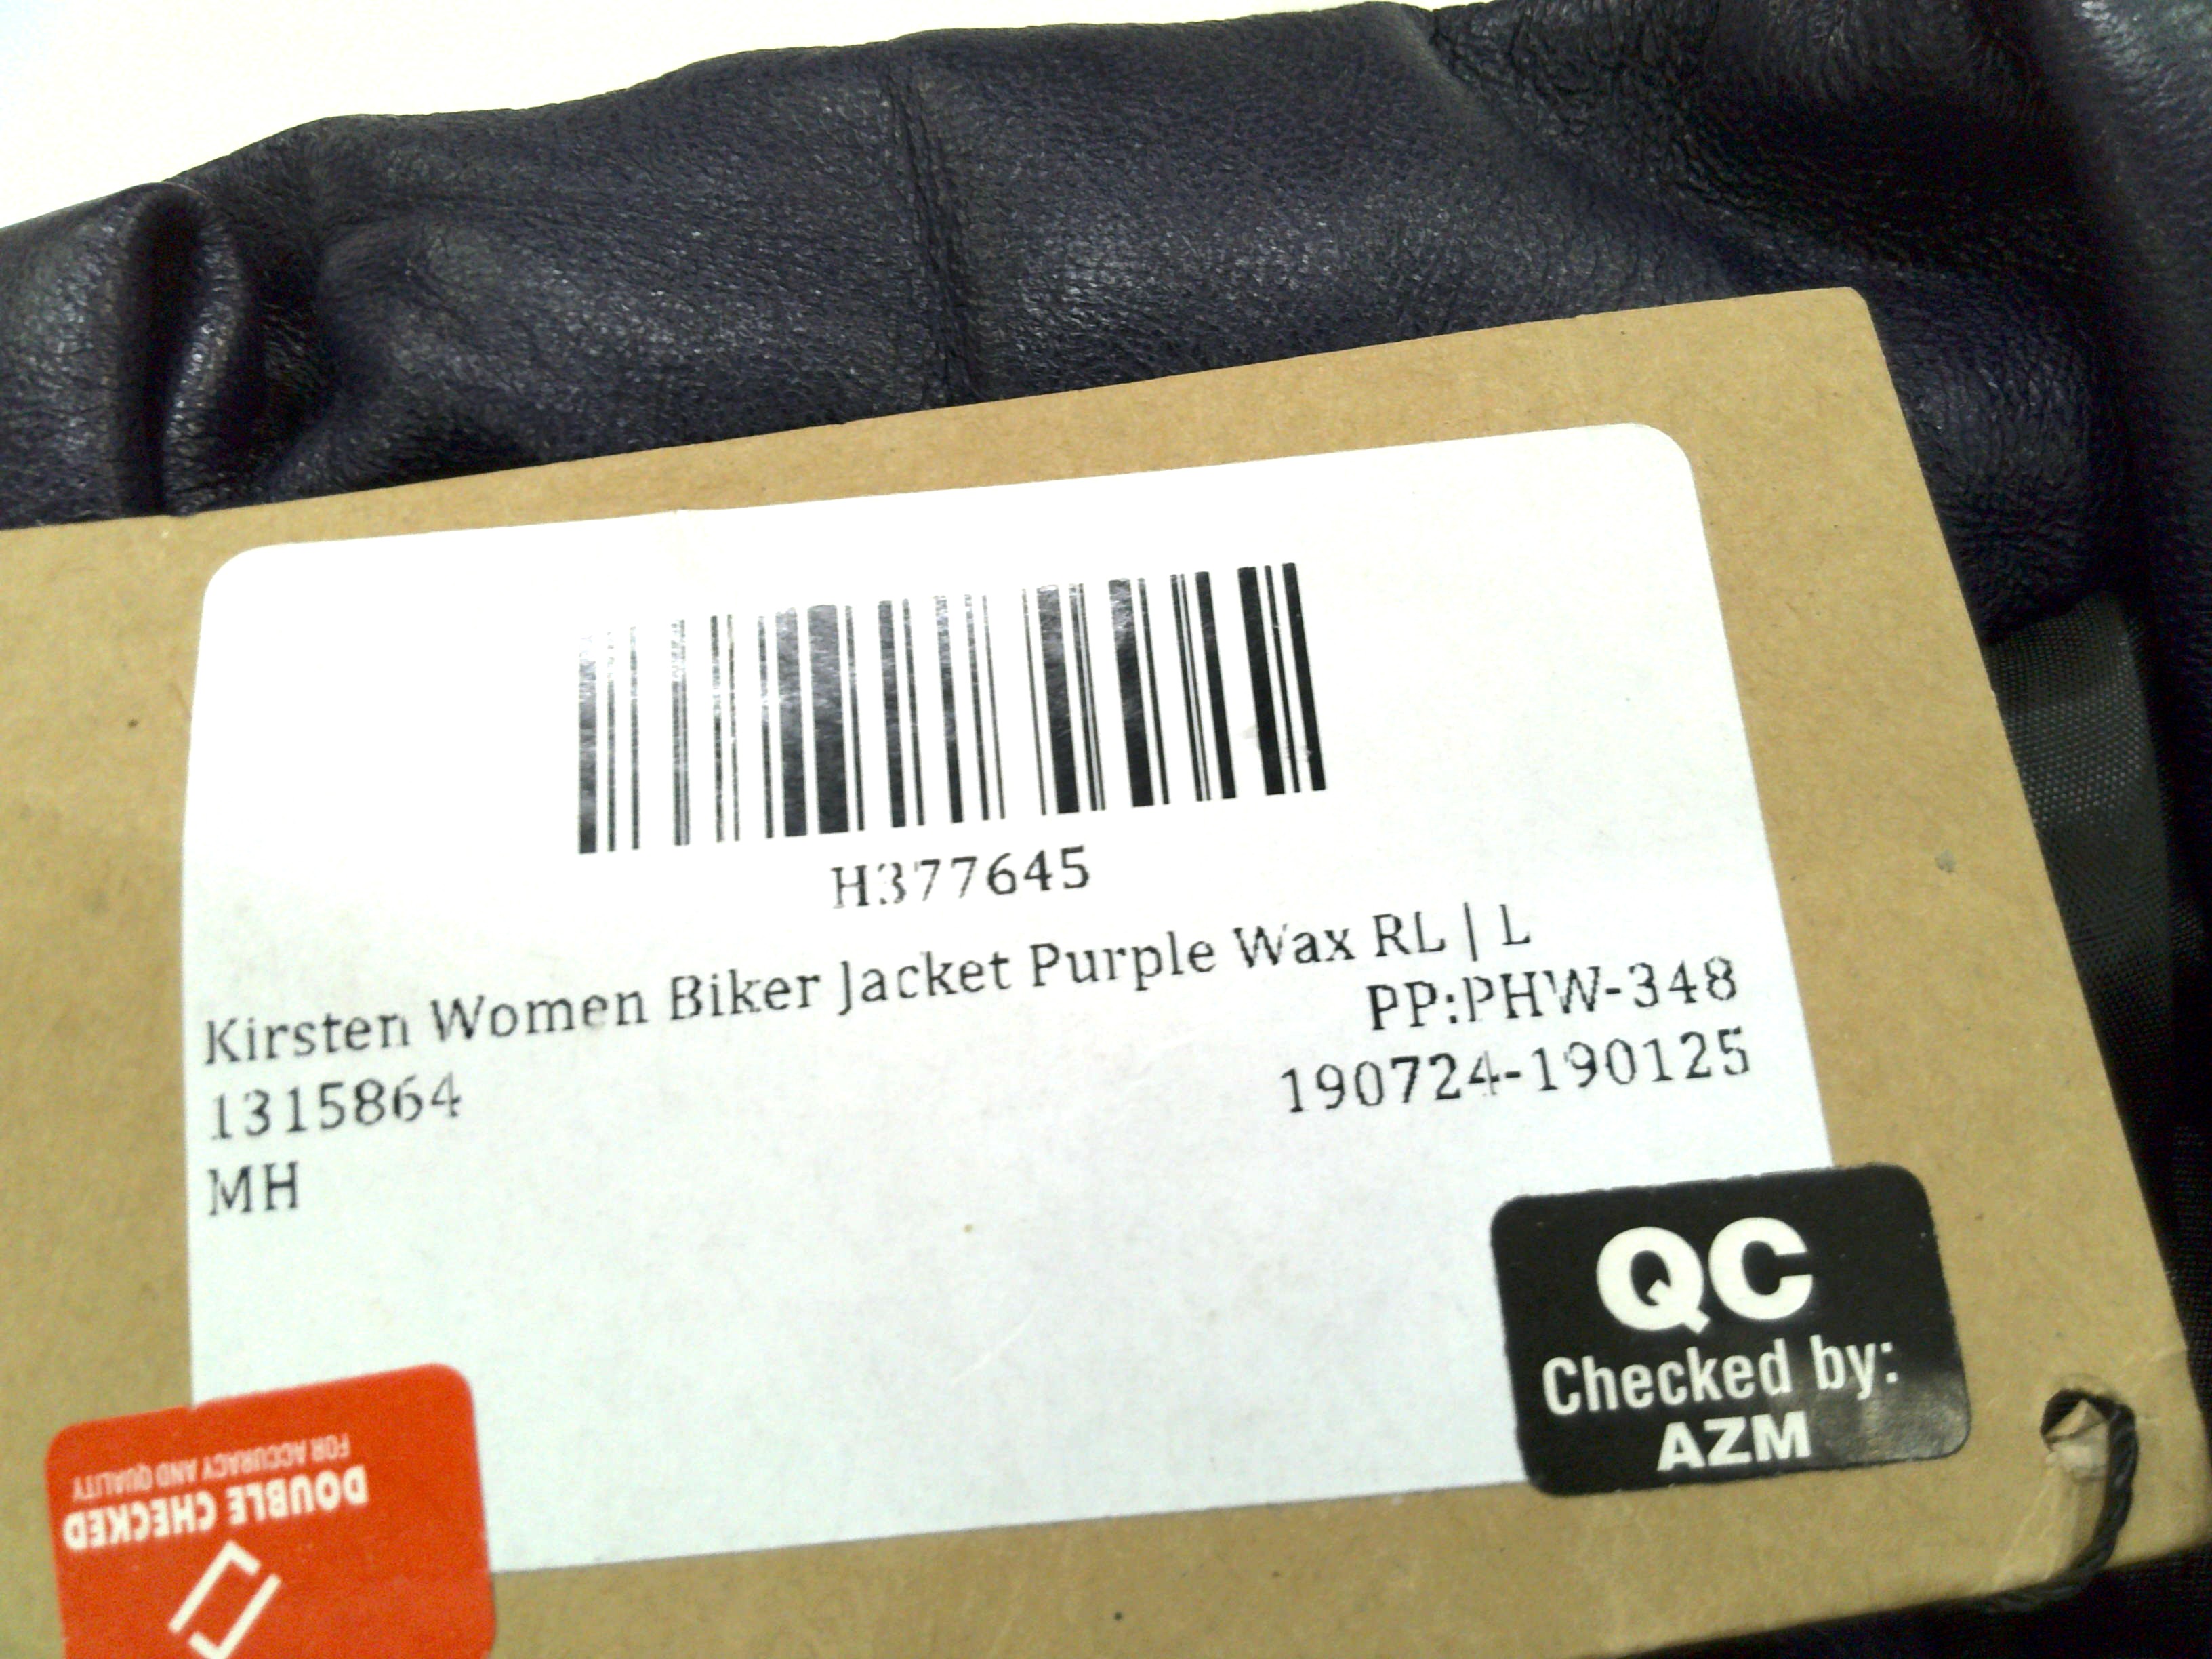 H377645
Kirsten Women Biker Jacket Purple Wax RL | L
PP:PHW-348
1315864
190724-190125
MH
QC
Checked by:
AZM
DOUBLE CHECKED
FOR ACCURACY AND QUALITY